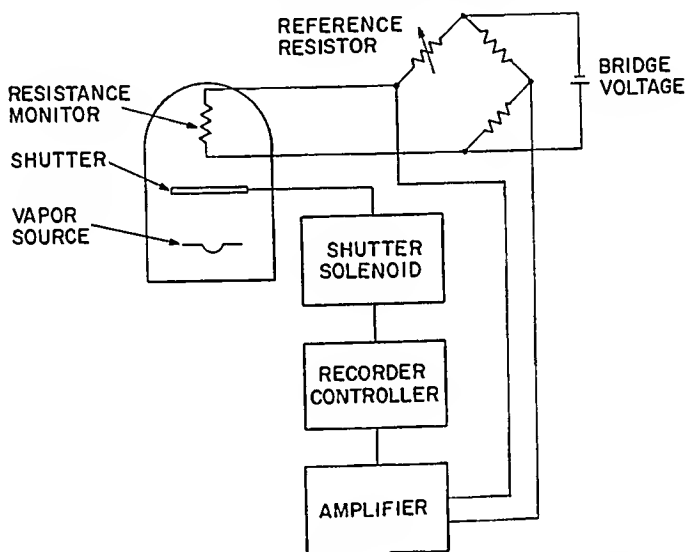 REFERENCE
RESISTOR
BRIDGE
VOLTAGE
RESISTANCE
MONITOR
SHUTTER
VAPOR
SOURCE
SHUTTER
SOLENOID
RECORDER
CONTROLLER
AMPLIFIER